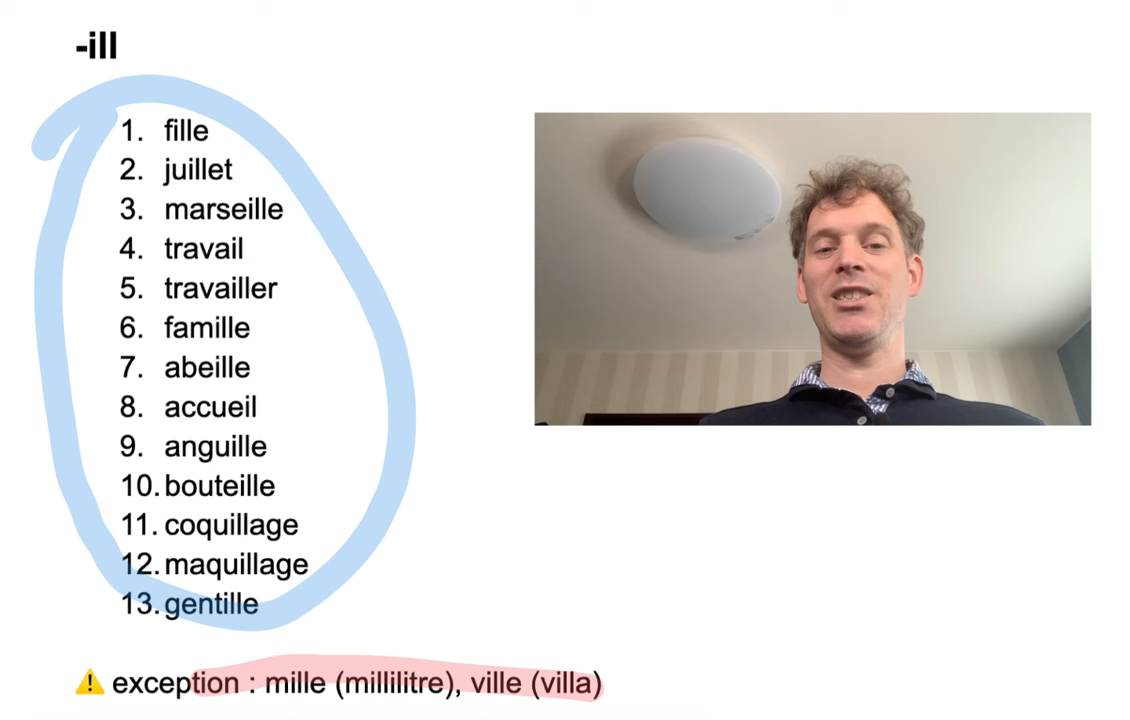 -ill
1. fille
2. juillet
3. marseille
4. travail
5. travailler
6. famille
7. abeille
8. accueil
9. anguille
10. bouteille
11. coquillage
12. maquillage
13. gentille
⚠️ exception : mille (millilitre), ville (villa)